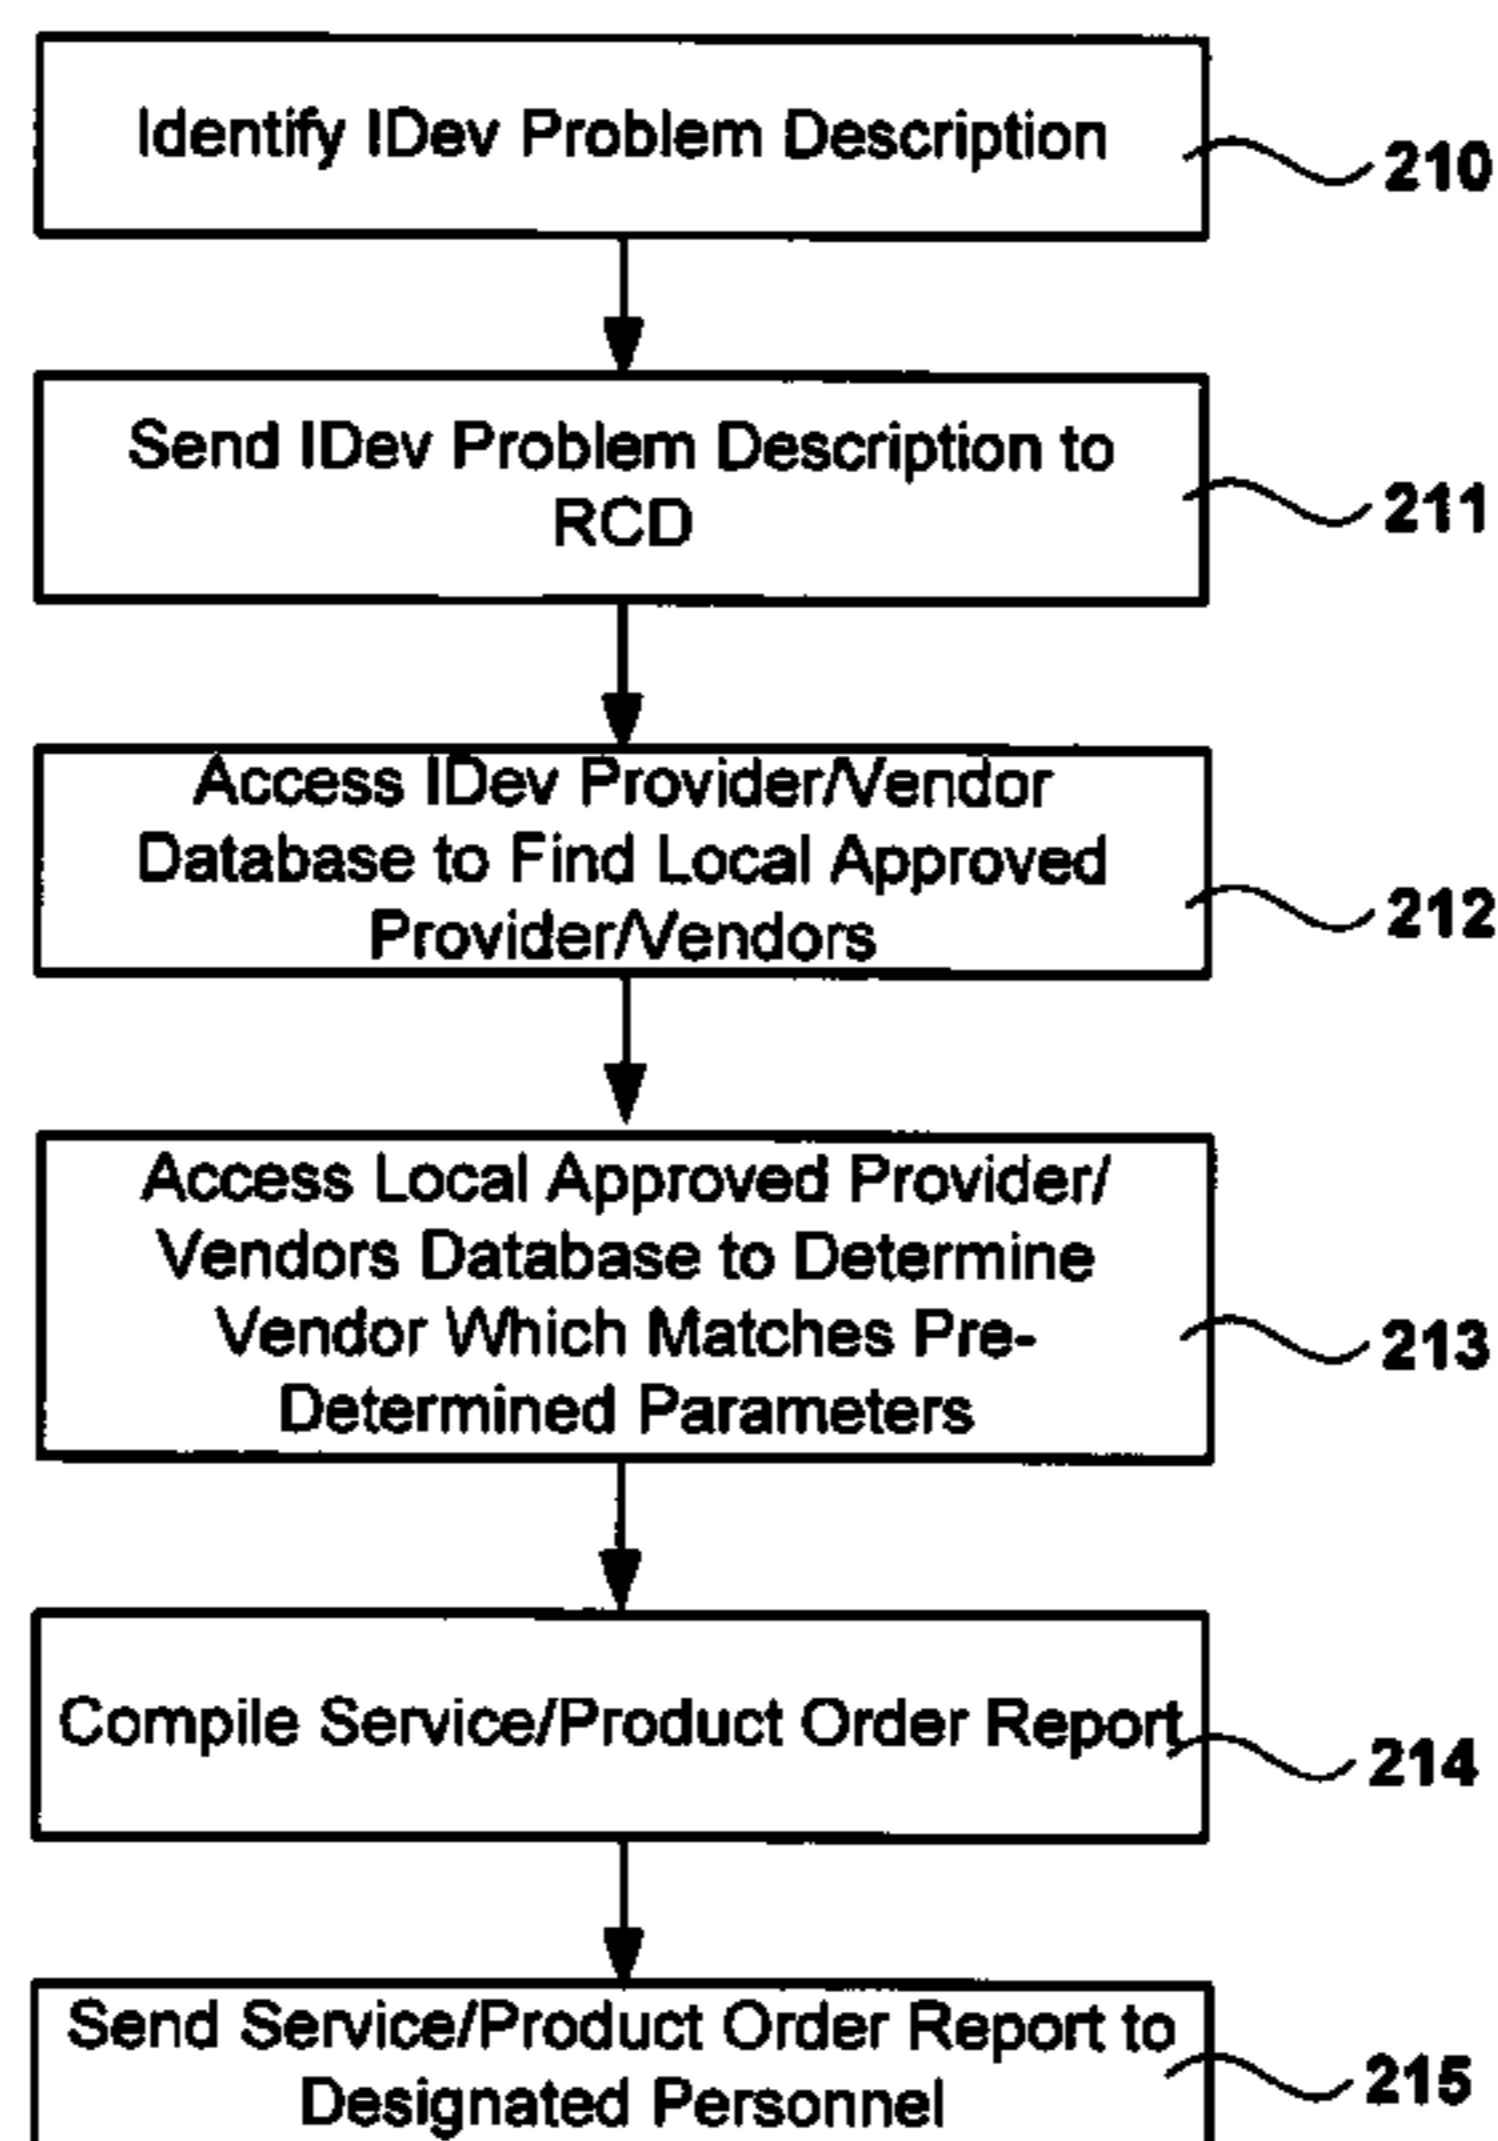 Identify IDev Problem Description
210
Send IDev Problem Description to
RCD
211
Access IDev Provider/Vendor
Database to Find Local Approved
Provider/Vendors
212
Access Local Approved Provider/
Vendors Database to Determine
Vendor Which Matches Pre-
Determined Parameters
213
Compile Service/Product Order Report
214
Send Service/Product Order Report to
Designated Personnel
215